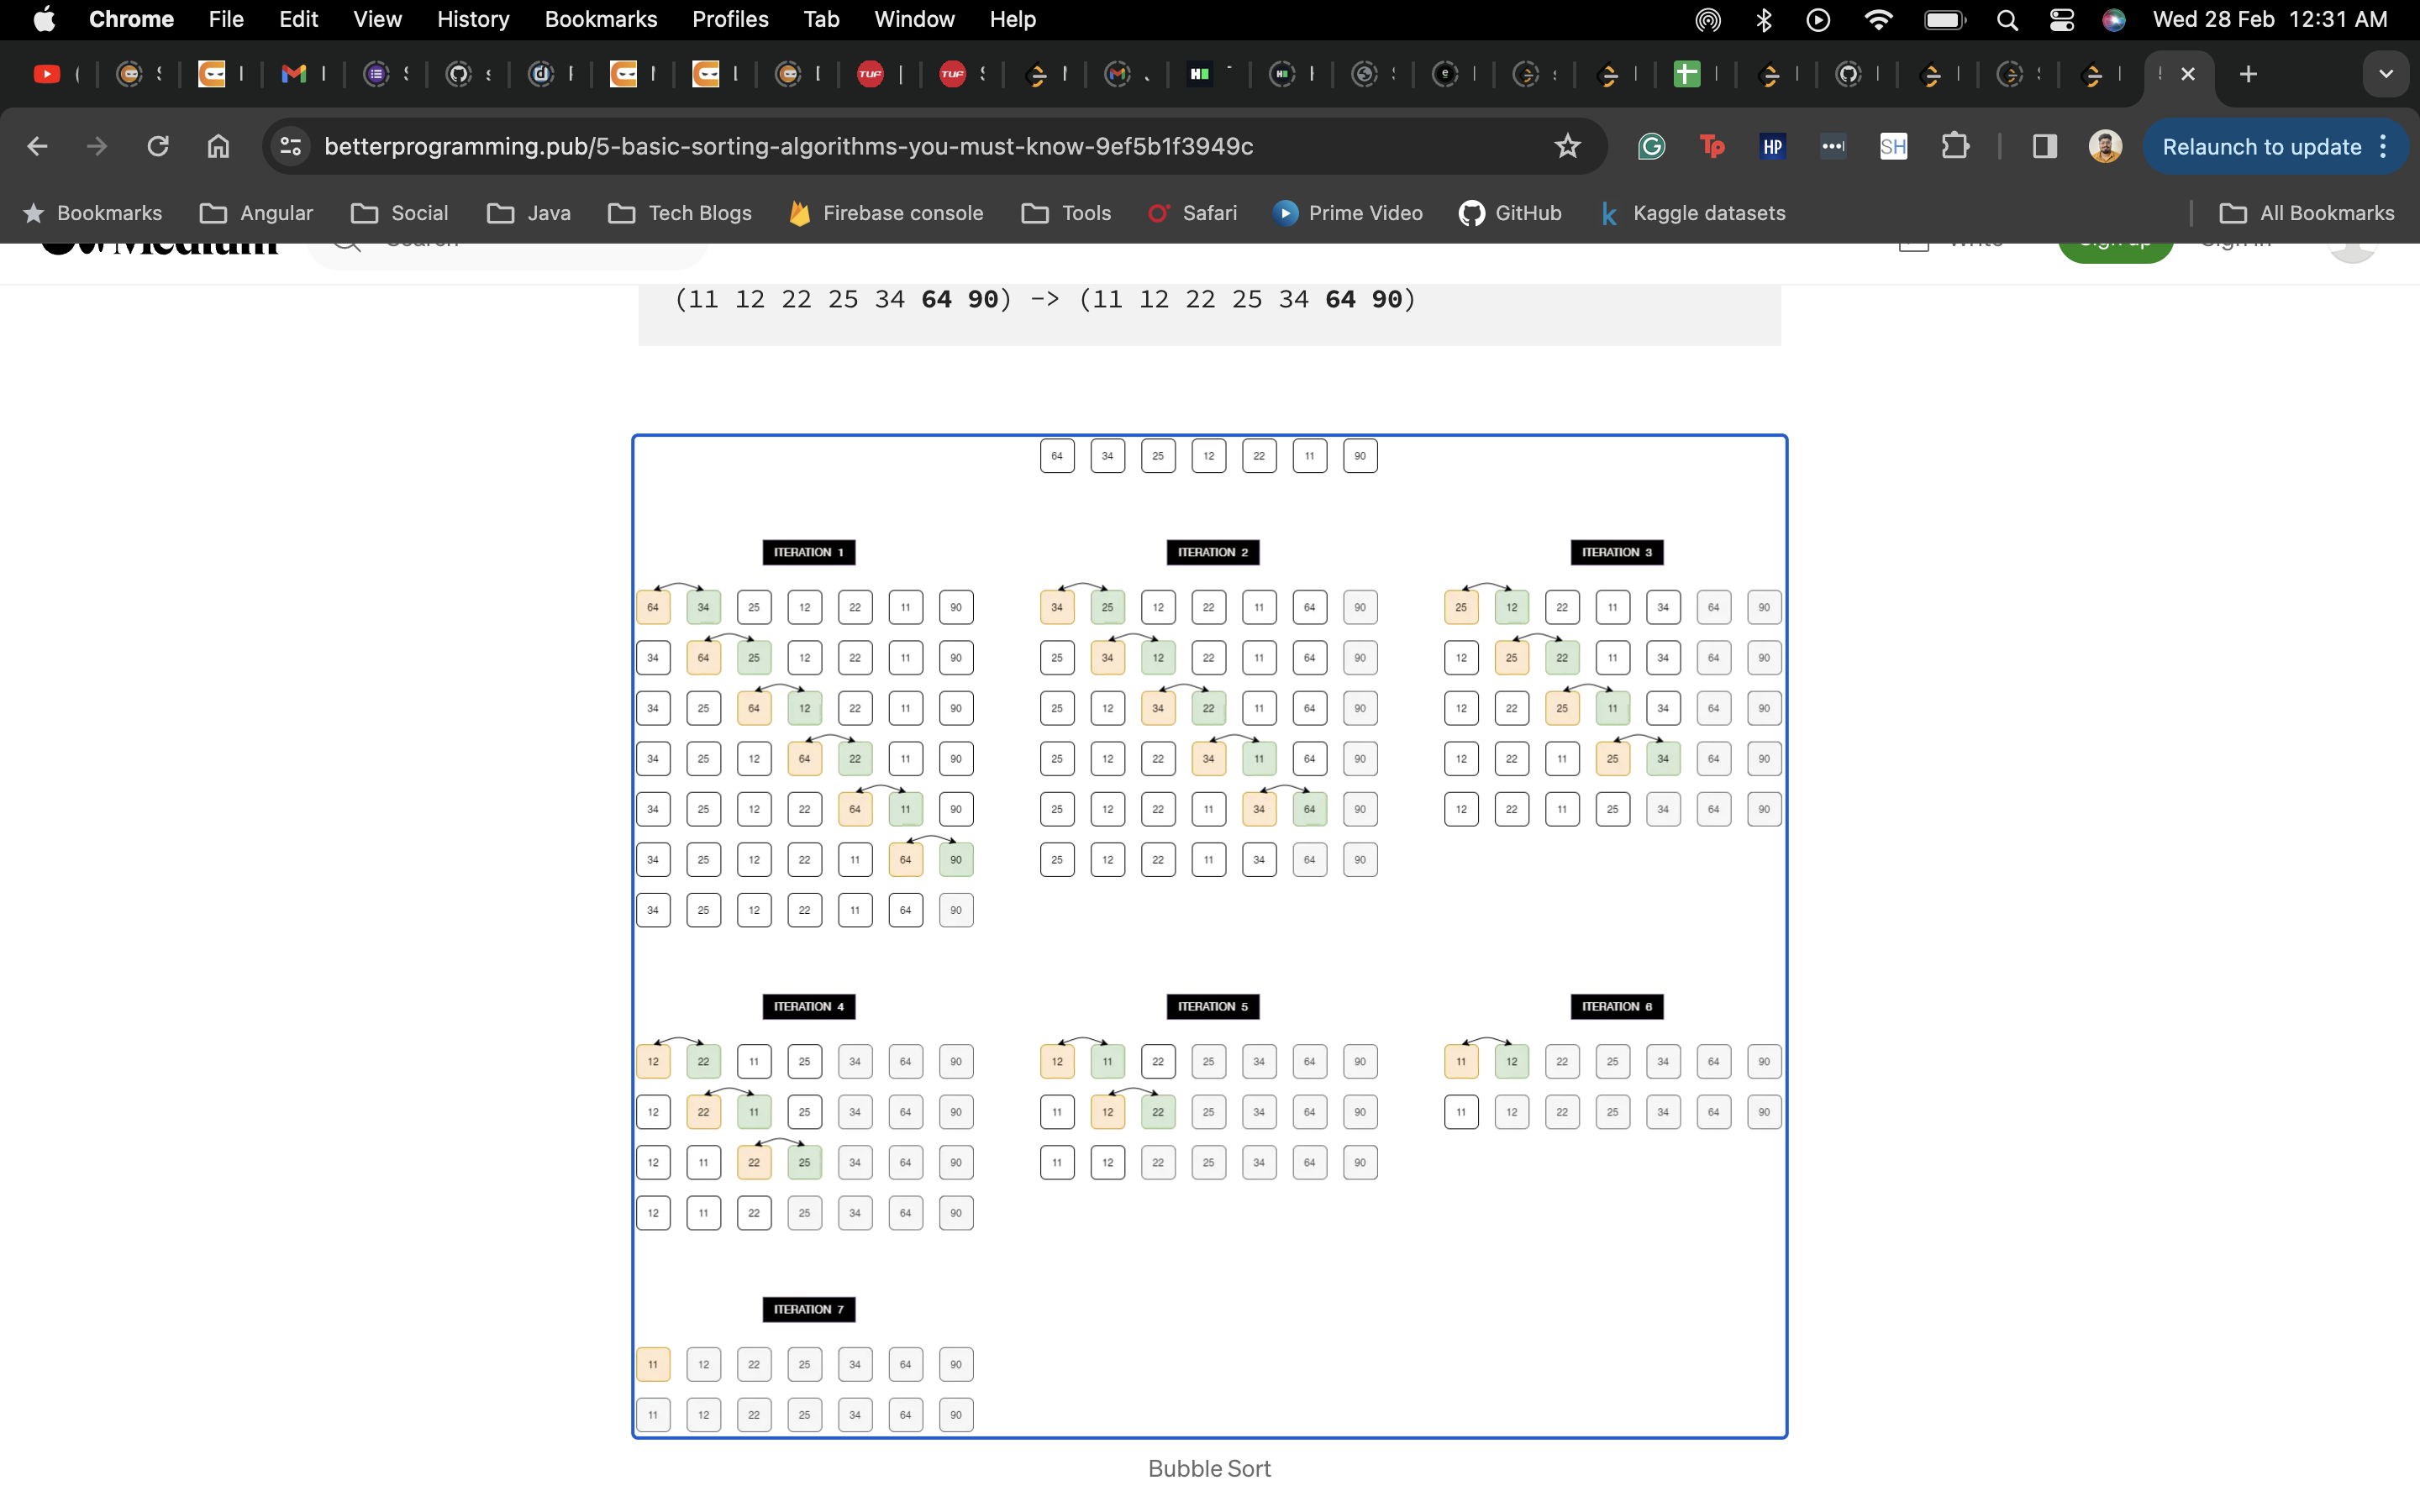 Chrome File Edit View History Bookmarks Profiles Tab Window Help Wed 28 Feb 12:31 AM
betterprogramming.pub/5-basic-sorting-algorithms-you-must-know-9ef5b1f3949c Relaunch to update
Bookmarks Angular Social Java Tech Blogs Firebase console Tools Safari Prime Video GitHub Kaggle datasets All Bookmarks
Medium Search Write Sign up Sign in
(11 12 22 25 34 64 90) -> (11 12 22 25 34 64 90)
64 34 25 12 22 11 90
ITERATION 1
64 34 25 12 22 11 90
34 64 25 12 22 11 90
34 25 64 12 22 11 90
34 25 12 64 22 11 90
34 25 12 22 64 11 90
34 25 12 22 11 64 90
34 25 12 22 11 64 90
ITERATION 2
34 25 12 22 11 64 90
25 34 12 22 11 64 90
25 12 34 22 11 64 90
25 12 22 34 11 64 90
25 12 22 11 34 64 90
25 12 22 11 34 64 90
ITERATION 3
25 12 22 11 34 64 90
12 25 22 11 34 64 90
12 22 25 11 34 64 90
12 22 11 25 34 64 90
12 22 11 25 34 64 90
ITERATION 4
12 22 11 25 34 64 90
12 22 11 25 34 64 90
12 11 22 25 34 64 90
12 11 22 25 34 64 90
ITERATION 5
12 11 22 25 34 64 90
11 12 22 25 34 64 90
11 12 22 25 34 64 90
ITERATION 6
11 12 22 25 34 64 90
11 12 22 25 34 64 90
ITERATION 7
11 12 22 25 34 64 90
11 12 22 25 34 64 90
Bubble Sort